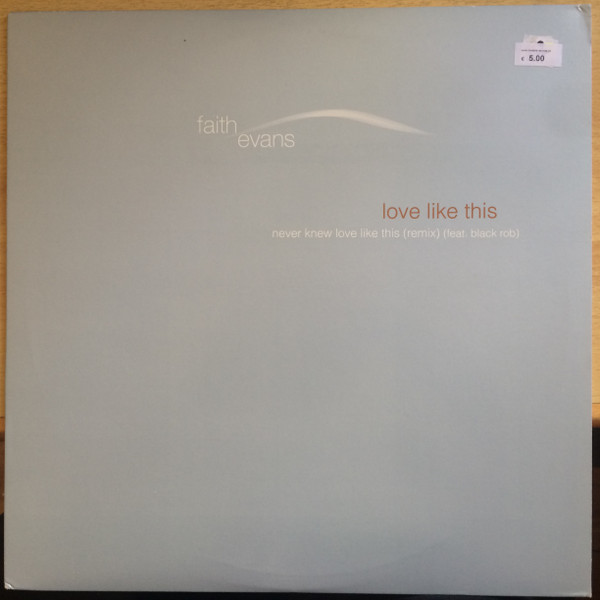 € 5.00
faith
evans
love like this
never knew love like this (remix) (feat. black rob)